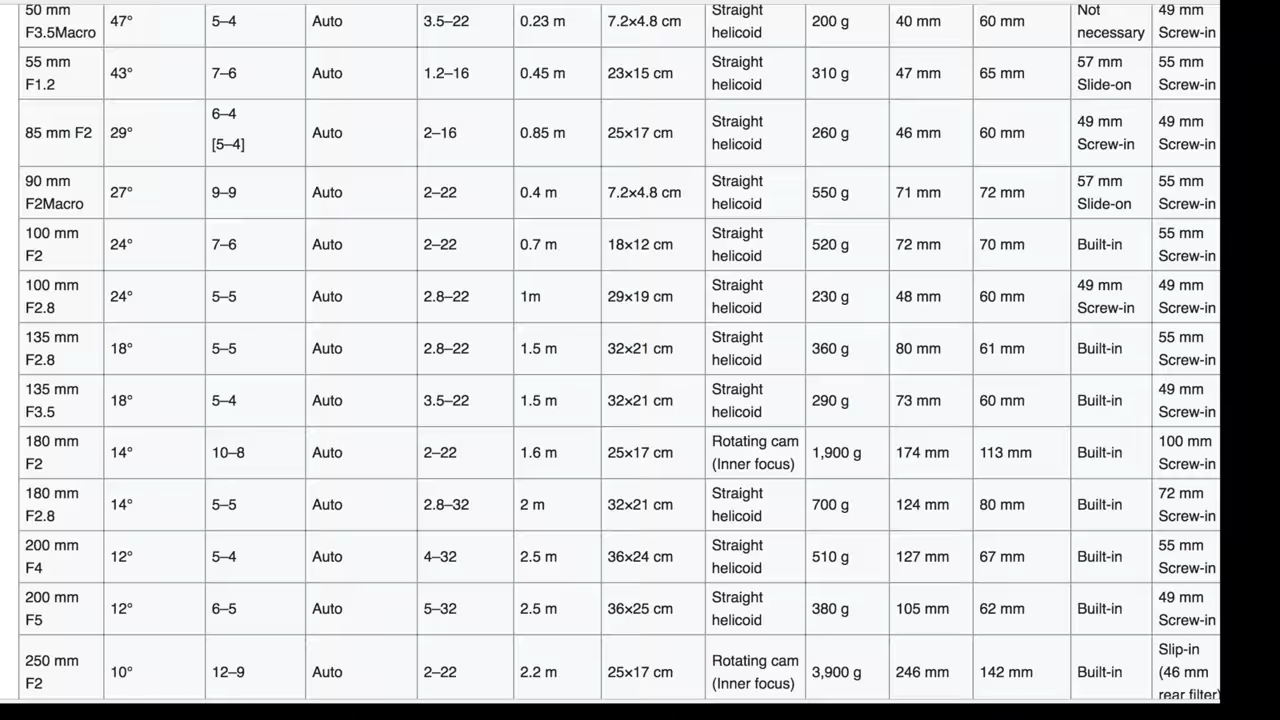 50 mm F3.5Macro 47° 5–4 Auto 3.5–22 0.23 m 7.2×4.8 cm Straight helicoid 200 g 40 mm 60 mm Not necessary 49 mm Screw-in
55 mm F1.2 43° 7–6 Auto 1.2–16 0.45 m 23×15 cm Straight helicoid 310 g 47 mm 65 mm 57 mm Slide-on 55 mm Screw-in
85 mm F2 29° 6–4 [5–4] Auto 2–16 0.85 m 25×17 cm Straight helicoid 260 g 46 mm 60 mm 49 mm Screw-in 49 mm Screw-in
90 mm F2Macro 27° 9–9 Auto 2–22 0.4 m 7.2×4.8 cm Straight helicoid 550 g 71 mm 72 mm 57 mm Slide-on 55 mm Screw-in
100 mm F2 24° 7–6 Auto 2–22 0.7 m 18×12 cm Straight helicoid 520 g 72 mm 70 mm Built-in 55 mm Screw-in
100 mm F2.8 24° 5–5 Auto 2.8–22 1m 29×19 cm Straight helicoid 230 g 48 mm 60 mm 49 mm Screw-in 49 mm Screw-in
135 mm F2.8 18° 5–5 Auto 2.8–22 1.5 m 32×21 cm Straight helicoid 360 g 80 mm 61 mm Built-in 55 mm Screw-in
135 mm F3.5 18° 5–4 Auto 3.5–22 1.5 m 32×21 cm Straight helicoid 290 g 73 mm 60 mm Built-in 49 mm Screw-in
180 mm F2 14° 10–8 Auto 2–22 1.6 m 25×17 cm Rotating cam (Inner focus) 1,900 g 174 mm 113 mm Built-in 100 mm Screw-in
180 mm F2.8 14° 5–5 Auto 2.8–32 2 m 32×21 cm Straight helicoid 700 g 124 mm 80 mm Built-in 72 mm Screw-in
200 mm F4 12° 5–4 Auto 4–32 2.5 m 36×24 cm Straight helicoid 510 g 127 mm 67 mm Built-in 55 mm Screw-in
200 mm F5 12° 6–5 Auto 5–32 2.5 m 36×25 cm Straight helicoid 380 g 105 mm 62 mm Built-in 49 mm Screw-in
250 mm F2 10° 12–9 Auto 2–22 2.2 m 25×17 cm Rotating cam (Inner focus) 3,900 g 246 mm 142 mm Built-in Slip-in (46 mm rear filter)